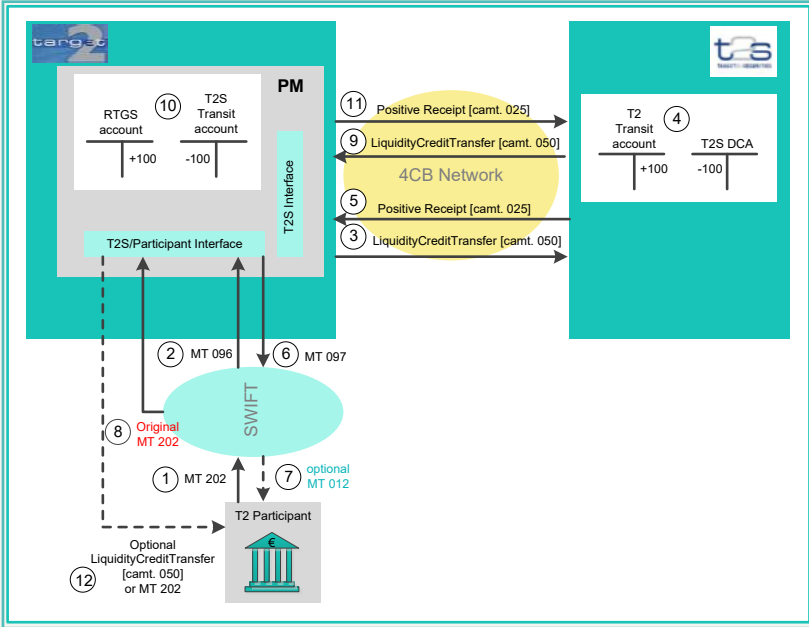 target
2
t2s
TARGET2-SECURITIES
PM
10
RTGS
account
+100
T2S
Transit
account
-100
T2S Interface
T2S/Participant Interface
11
Positive Receipt [camt. 025]
9
LiquidityCreditTransfer [camt. 050]
4CB Network
5
Positive Receipt [camt. 025]
3
LiquidityCreditTransfer [camt. 050]
T2
Transit
account
4
+100
T2S DCA
-100
2
MT 096
6
MT 097
SWIFT
8
Original
MT 202
1
MT 202
7
optional
MT 012
T2 Participant
€
Optional
LiquidityCreditTransfer
[camt. 050]
or MT 202
12